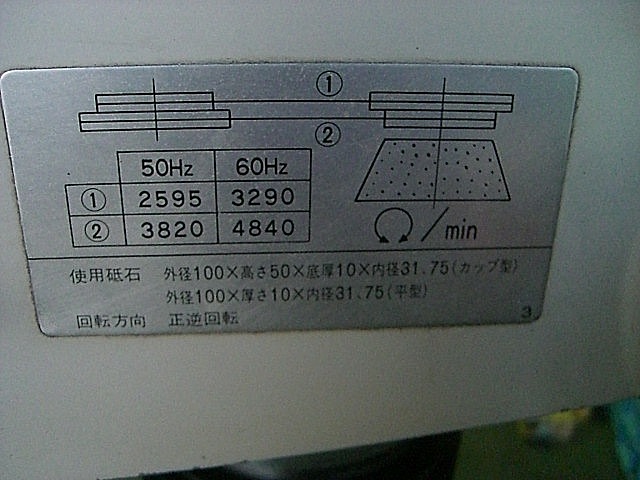 ①
②
50Hz 60Hz
① 2595 3290
② 3820 4840
/min
使用砥石 外径100×高さ50×底厚10×内径31.75(カップ型)
外径100×厚さ10×内径31.75(平型)
回転方向 正逆回転
3